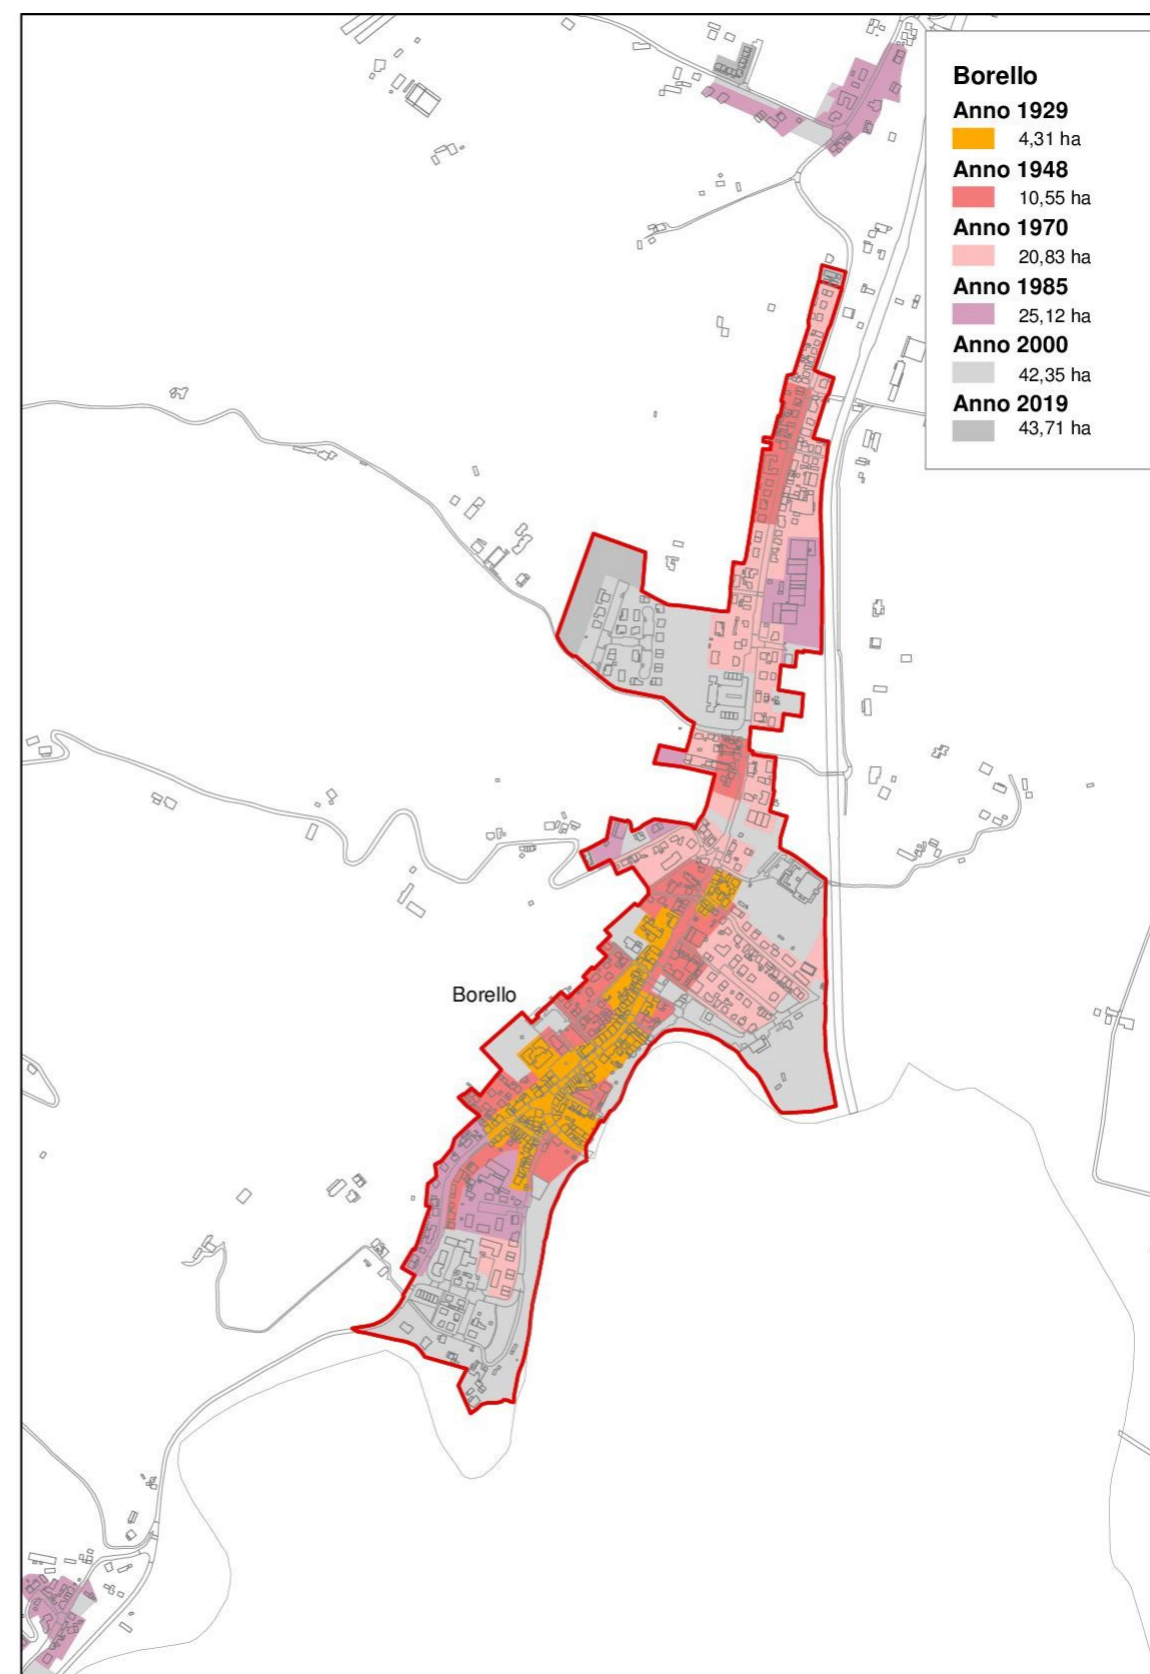 Borello
Anno 1929
4,31 ha
Anno 1948
10,55 ha
Anno 1970
20,83 ha
Anno 1985
25,12 ha
Anno 2000
42,35 ha
Anno 2019
43,71 ha
Borello